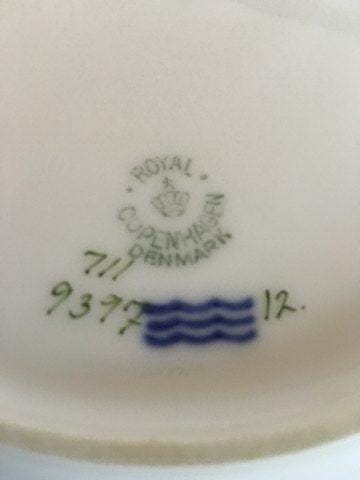 ROYAL
COPENHAGEN
DENMARK
711
9397
12.